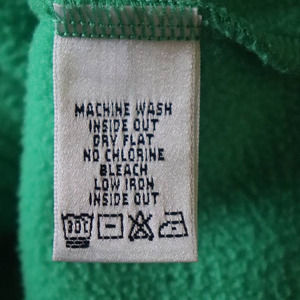 MACHINE WASH
INSIDE OUT
DRY FLAT
NO CHLORINE
BLEACH
LOW IRON
INSIDE OUT